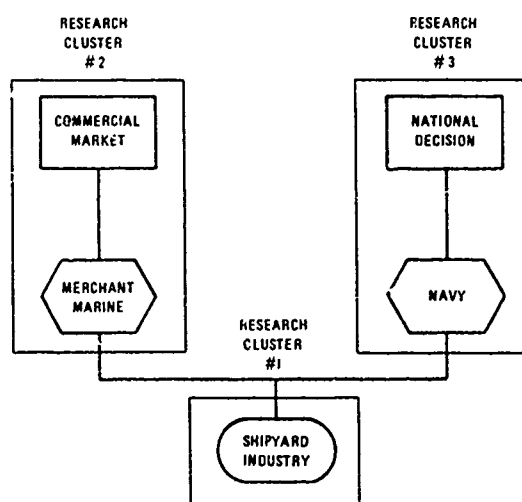 RESEARCH
CLUSTER
#2
COMMERCIAL
MARKET
MERCHANT
MARINE
RESEARCH
CLUSTER
#3
NATIONAL
DECISION
NAVY
RESEARCH
CLUSTER
#1
SHIPYARD
INDUSTRY